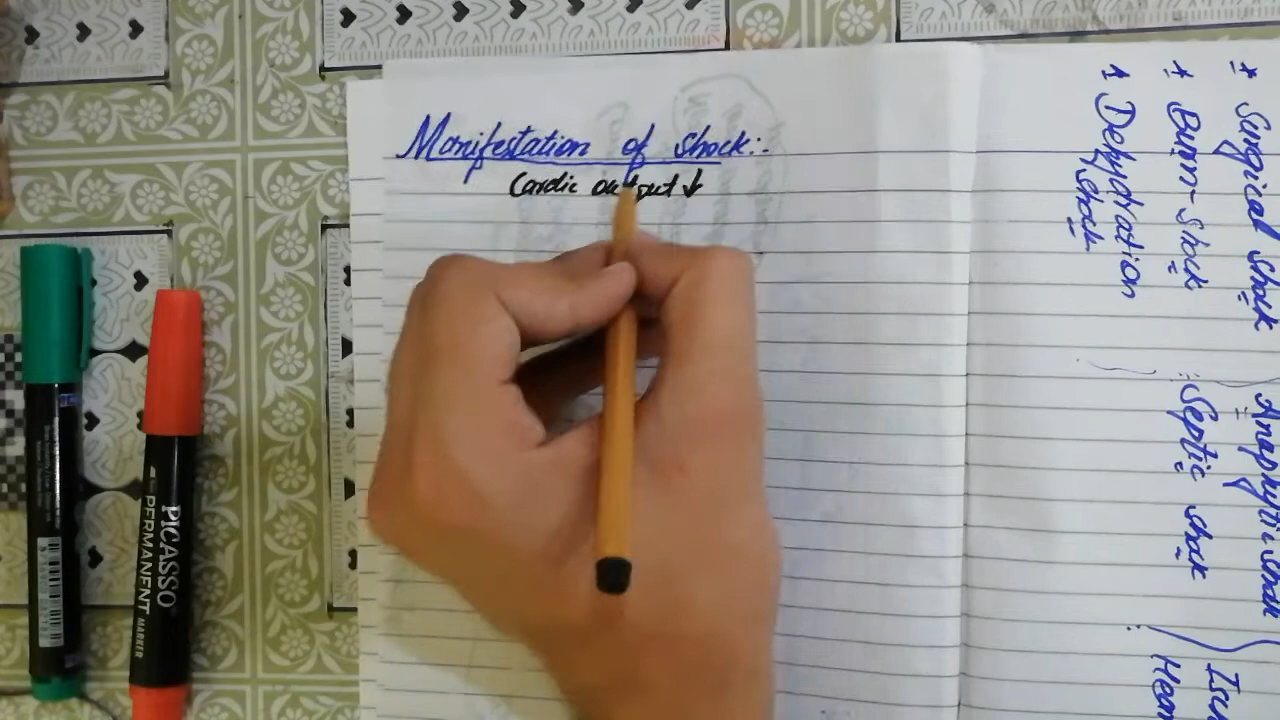 Manifestation of shock:-
Cardic output ↓
* Surgical Shock
* Burn-Shock
* Dehydration
Shock
Septic shock
PICASSO
PERMANENT MARKER